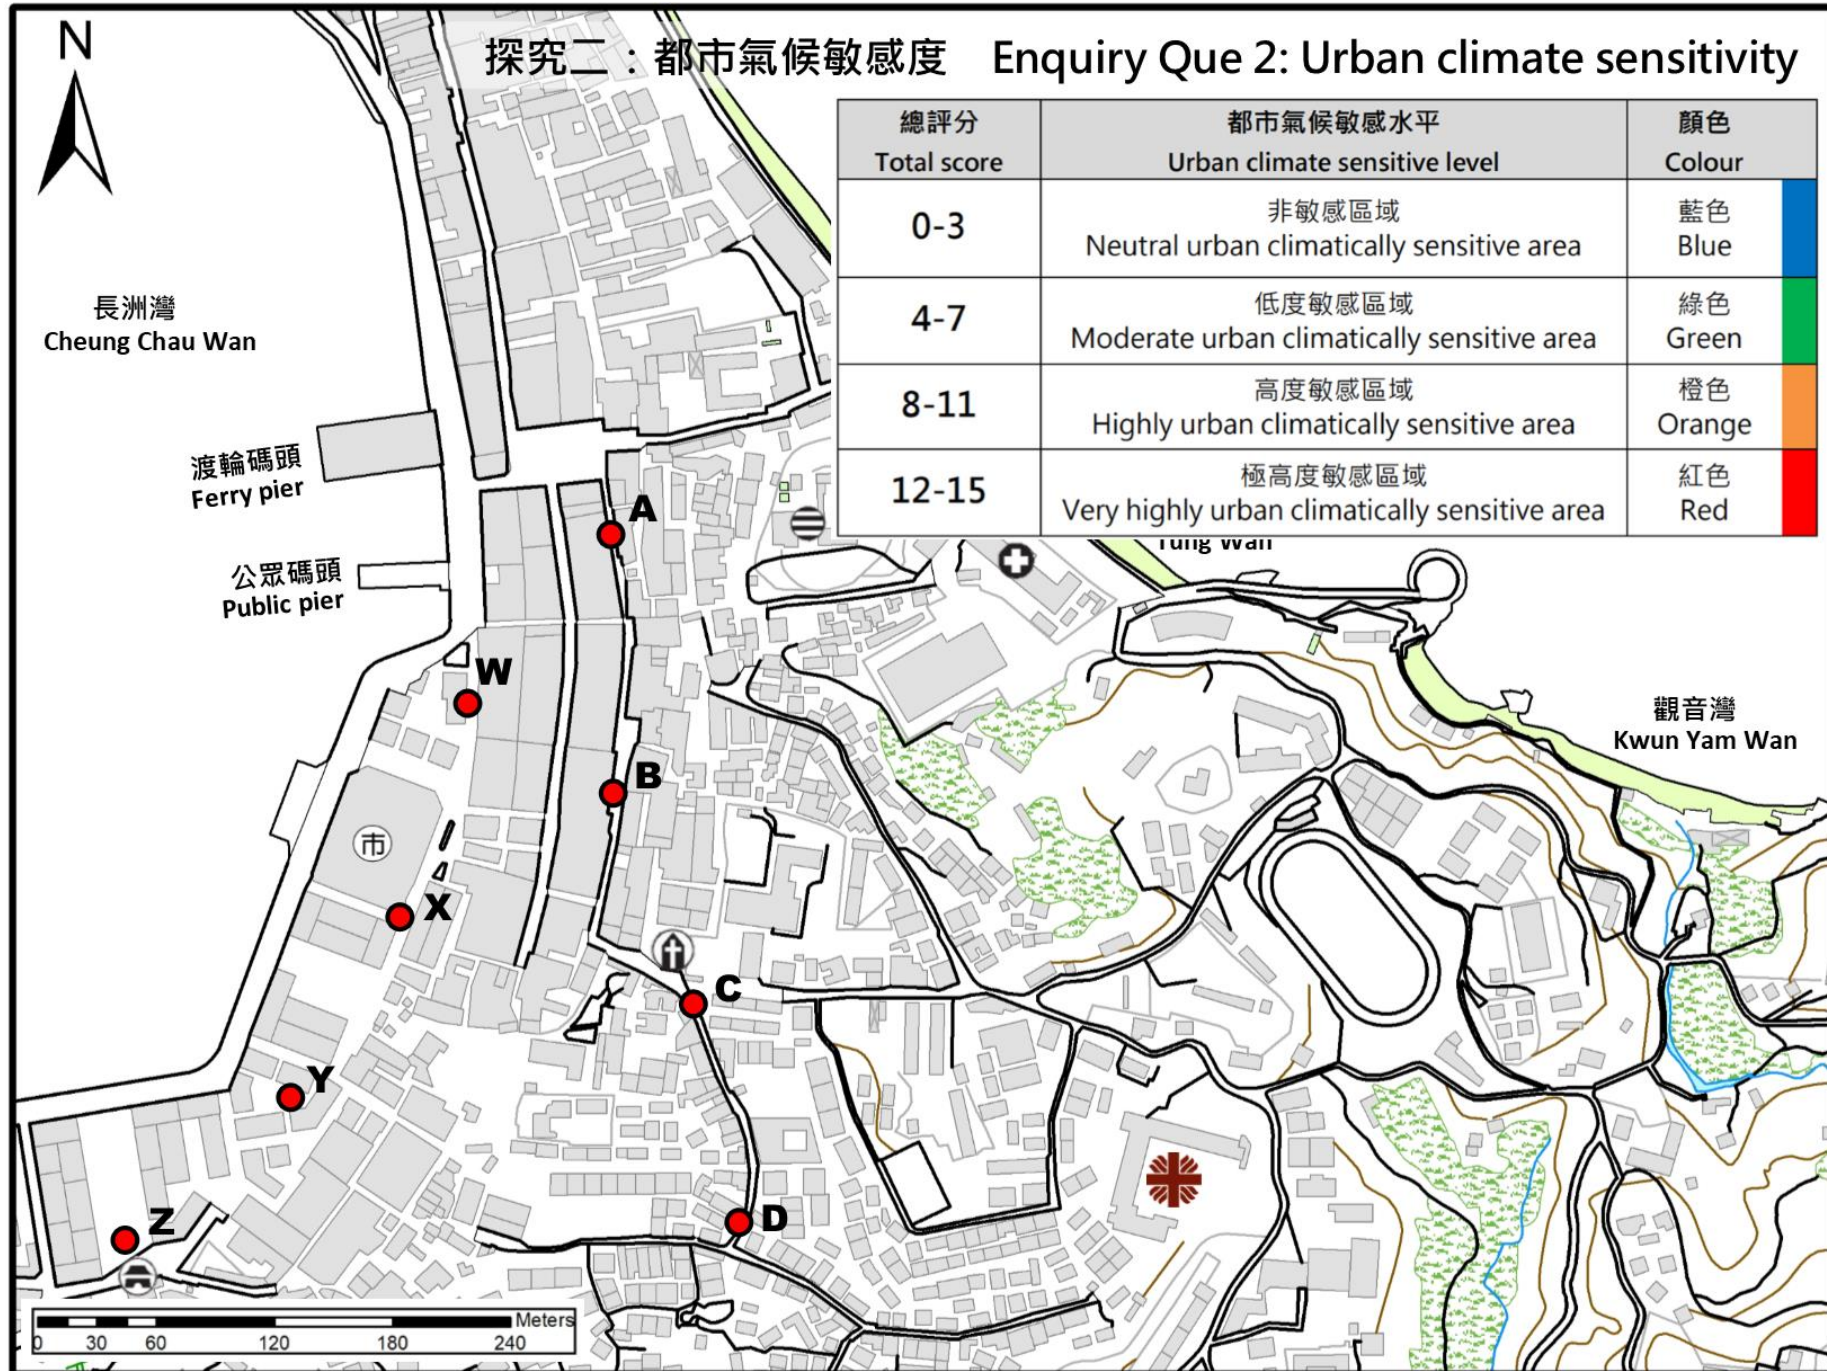 N
探究二：都市氣候敏感度 Enquiry Que 2: Urban climate sensitivity
總評分 都市氣候敏感水平 顏色
Total score Urban climate sensitive level Colour
0-3 非敏感區域 藍色
Neutral urban climatically sensitive area Blue
4-7 低度敏感區域 綠色
Moderate urban climatically sensitive area Green
8-11 高度敏感區域 橙色
Highly urban climatically sensitive area Orange
12-15 極高度敏感區域 紅色
Very highly urban climatically sensitive area Red
長洲灣
Cheung Chau Wan
渡輪碼頭
Ferry pier
A
公眾碼頭
Public pier
Tung Wan
W
觀音灣
Kwun Yam Wan
B
市
X
C
Y
Z
D
Meters
0 30 60 120 180 240